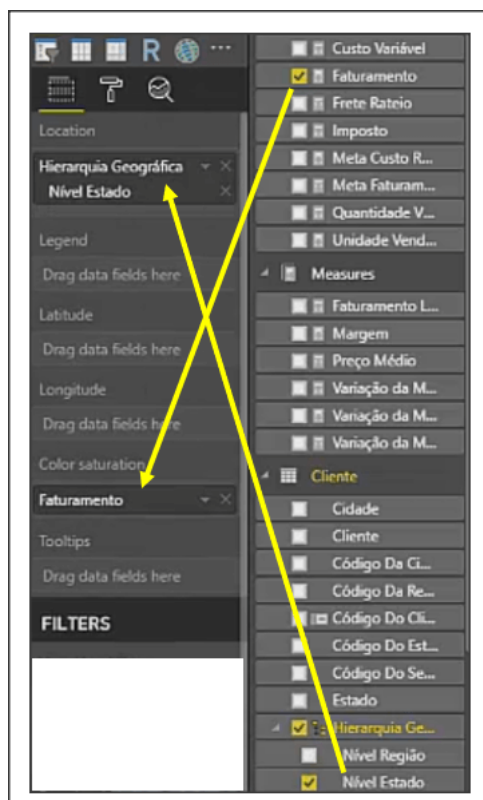 R
...
Location
Hierarquia Geográfica
Nível Estado
Legend
Drag data fields here
Latitude
Drag data fields here
Longitude
Drag data fields here
Color saturation
Faturamento
Tooltips
Drag data fields here
FILTERS
Custo Variável
Faturamento
Frete Rateio
Imposto
Meta Custo R...
Meta Faturam...
Quantidade V...
Unidade Vend...
Measures
Faturamento L...
Margem
Preço Médio
Variação da M...
Variação da M...
Variação da M...
Cliente
Cidade
Cliente
Código Da Ci...
Código Da Re...
Código Do Cli...
Código Do Est...
Código Do Se...
Estado
Hierarquia Ge...
Nível Região
Nível Estado